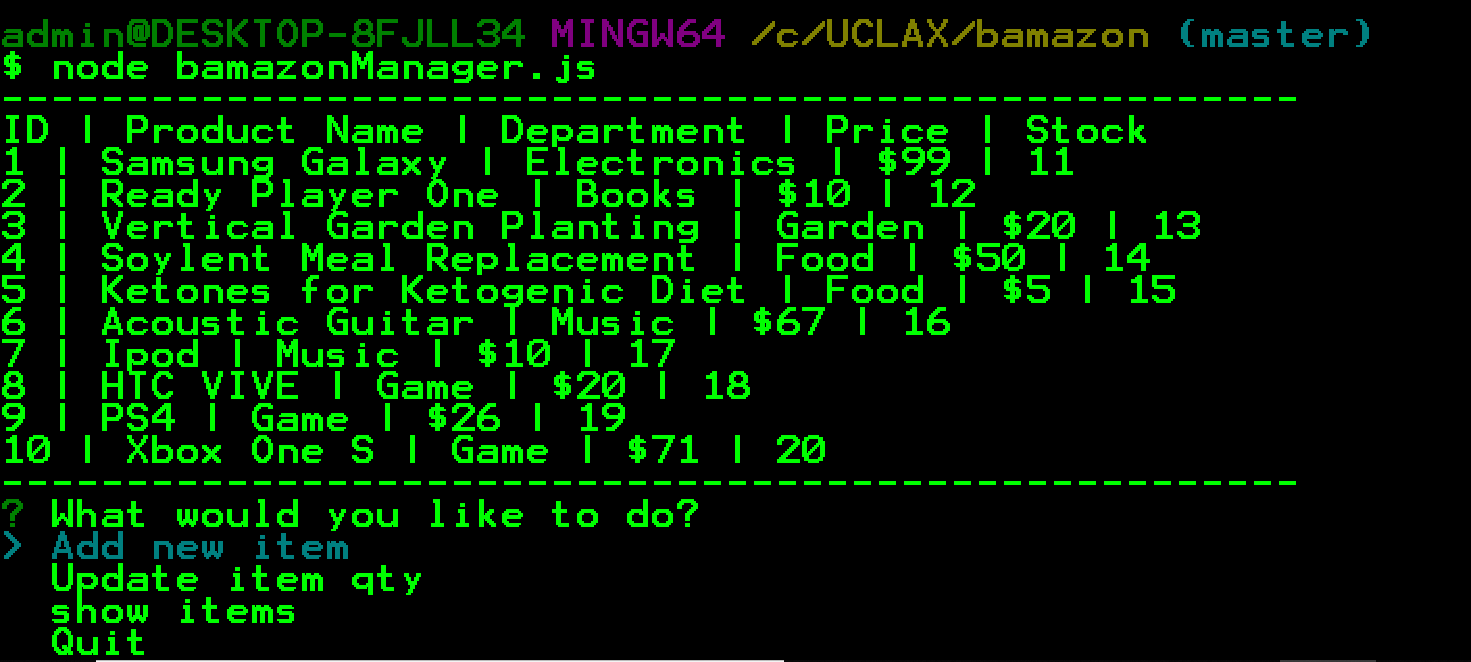 admin@DESKTOP-8FJLL34 MINGW64 /c/UCLAX/bamazon (master)
$ node bamazonManager.js
----------------------------------------------------
ID | Product Name | Department | Price | Stock
1 | Samsung Galaxy | Electronics | $99 | 11
2 | Ready Player One | Books | $10 | 12
3 | Vertical Garden Planting | Garden | $20 | 13
4 | Soylent Meal Replacement | Food | $50 | 14
5 | Ketones for Ketogenic Diet | Food | $5 | 15
6 | Acoustic Guitar | Music | $67 | 16
7 | Ipod | Music | $10 | 17
8 | HTC VIVE | Game | $20 | 18
9 | PS4 | Game | $26 | 19
10 | Xbox One S | Game | $71 | 20
----------------------------------------------------
? What would you like to do?
> Add new item
Update item qty
show items
Quit